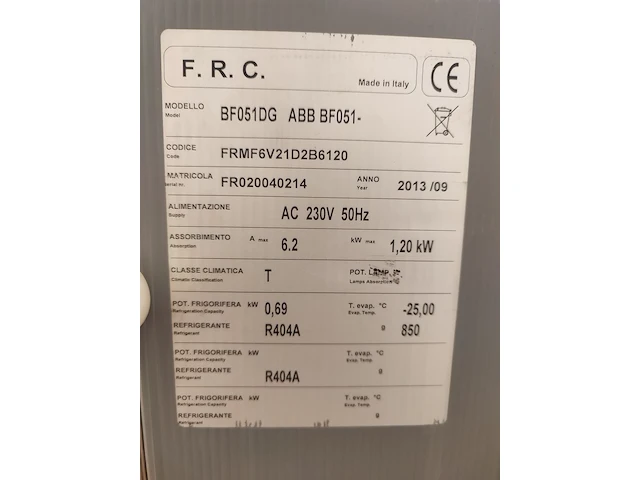 F. R. C.
Made in Italy
CE
MODELLO BF051DG ABB BF051-
Model
CODICE FRMF6V21D2B6120
Code
MATRICOLA FR020040214 ANNO 2013 /09
Serial nr. Year
ALIMENTAZIONE AC 230V 50Hz
Supply
ASSORBIMENTO A max 6.2 kW max 1,20 kW
Absorption
CLASSE CLIMATICA T POT.
Climatic Classification Lamps Absorption
POT. FRIGORIFERA kW 0,69 T. evap. °C -25,00
Refrigeration Capacity Evap. Temp.
REFRIGERANTE R404A g 850
Refrigerant
POT. FRIGORIFERA kW T. evap. °C
Refrigeration Capacity Evap. Temp.
REFRIGERANTE R404A g
Refrigerant
POT. FRIGORIFERA kW T. evap. °C
Refrigeration Capacity Evap. Temp.
REFRIGERANTE g
Refrigerant